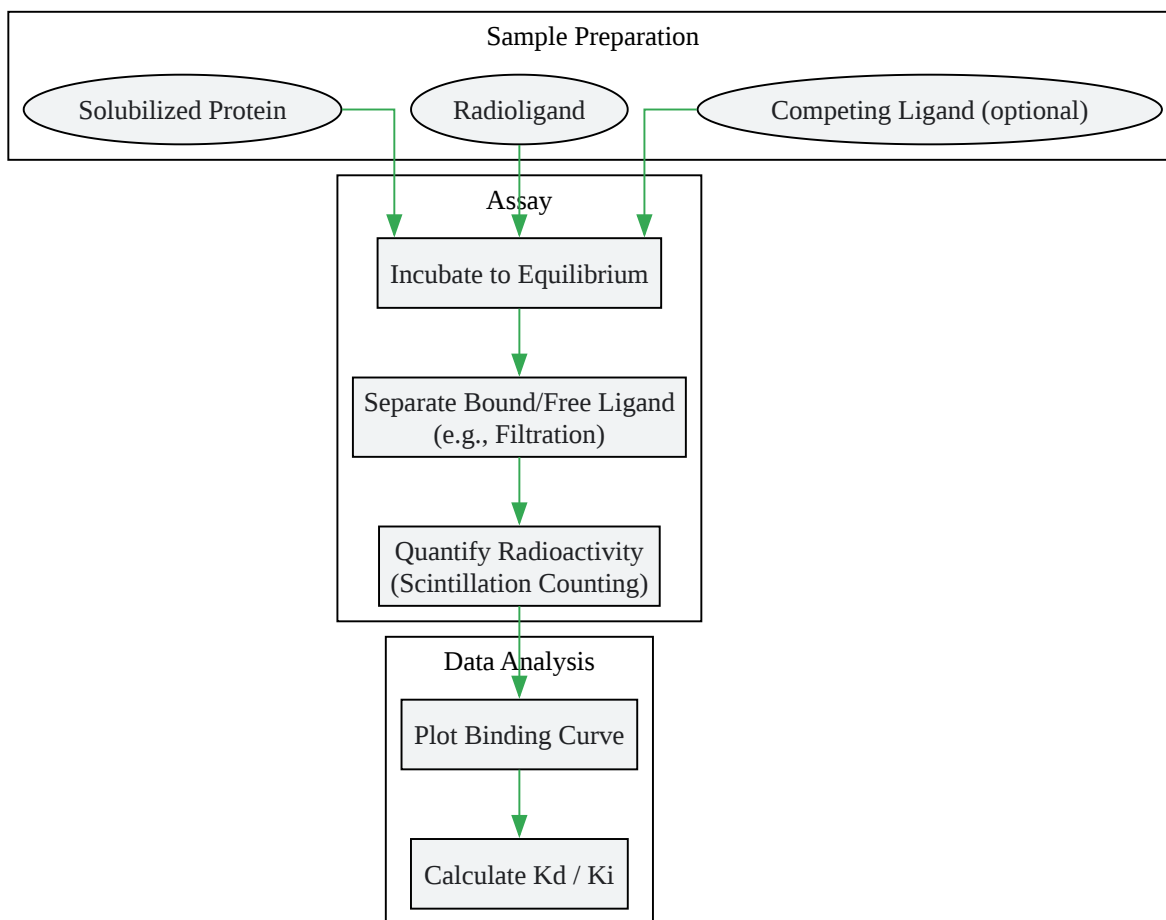 Sample Preparation
Solubilized Protein
Radioligand
Competing Ligand (optional)
Assay
Incubate to Equilibrium
Separate Bound/Free Ligand
(e.g., Filtration)
Quantify Radioactivity
(Scintillation Counting)
Data Analysis
Plot Binding Curve
Calculate Kd / Ki